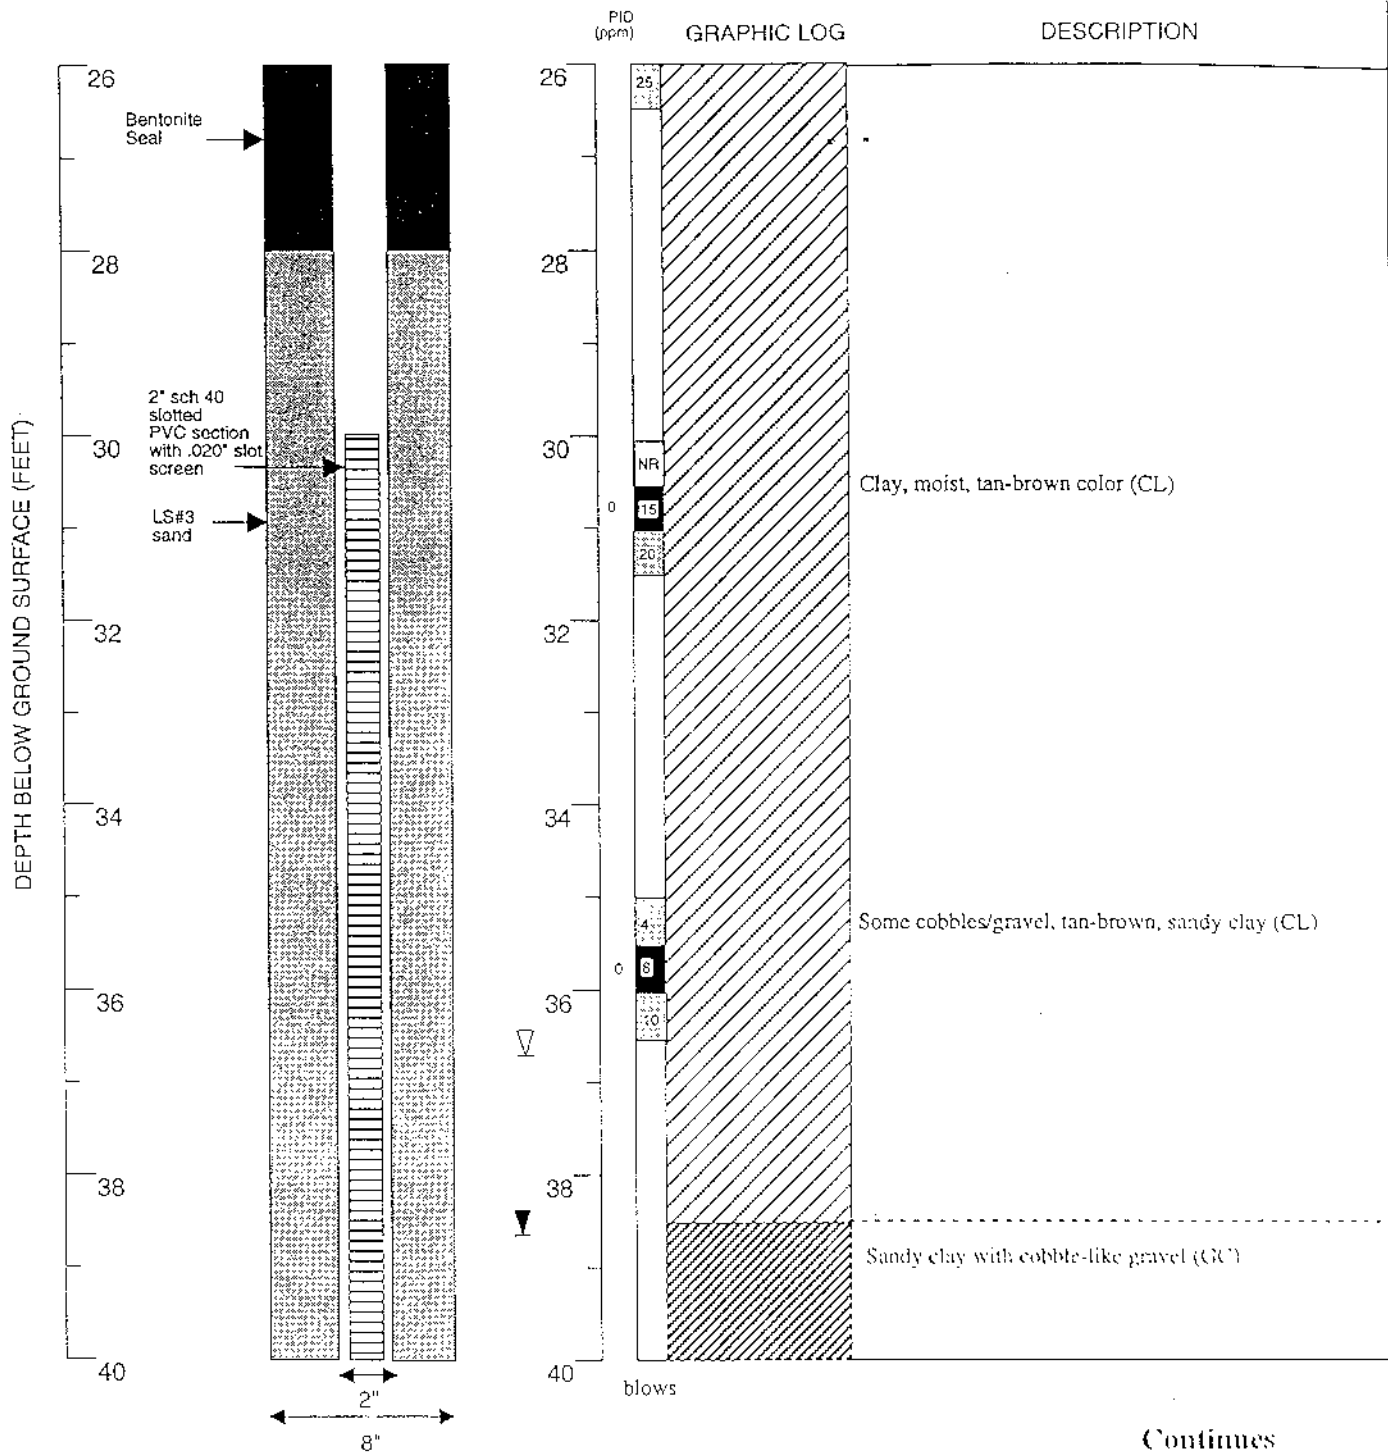 PID
(ppm)
GRAPHIC LOG
DESCRIPTION
DEPTH BELOW GROUND SURFACE (FEET)
26
28
30
32
34
36
38
40
Bentonite
Seal
2" sch 40
slotted
PVC section
with .020" slot
screen
LS#3
sand
2"
8"
26
28
30
32
34
36
38
40
0
0
25
NR
15
20
4
8
10
blows
Clay, moist, tan-brown color (CL)
Some cobbles/gravel, tan-brown, sandy clay (CL)
Sandy clay with cobble-like gravel (GC)
Continues